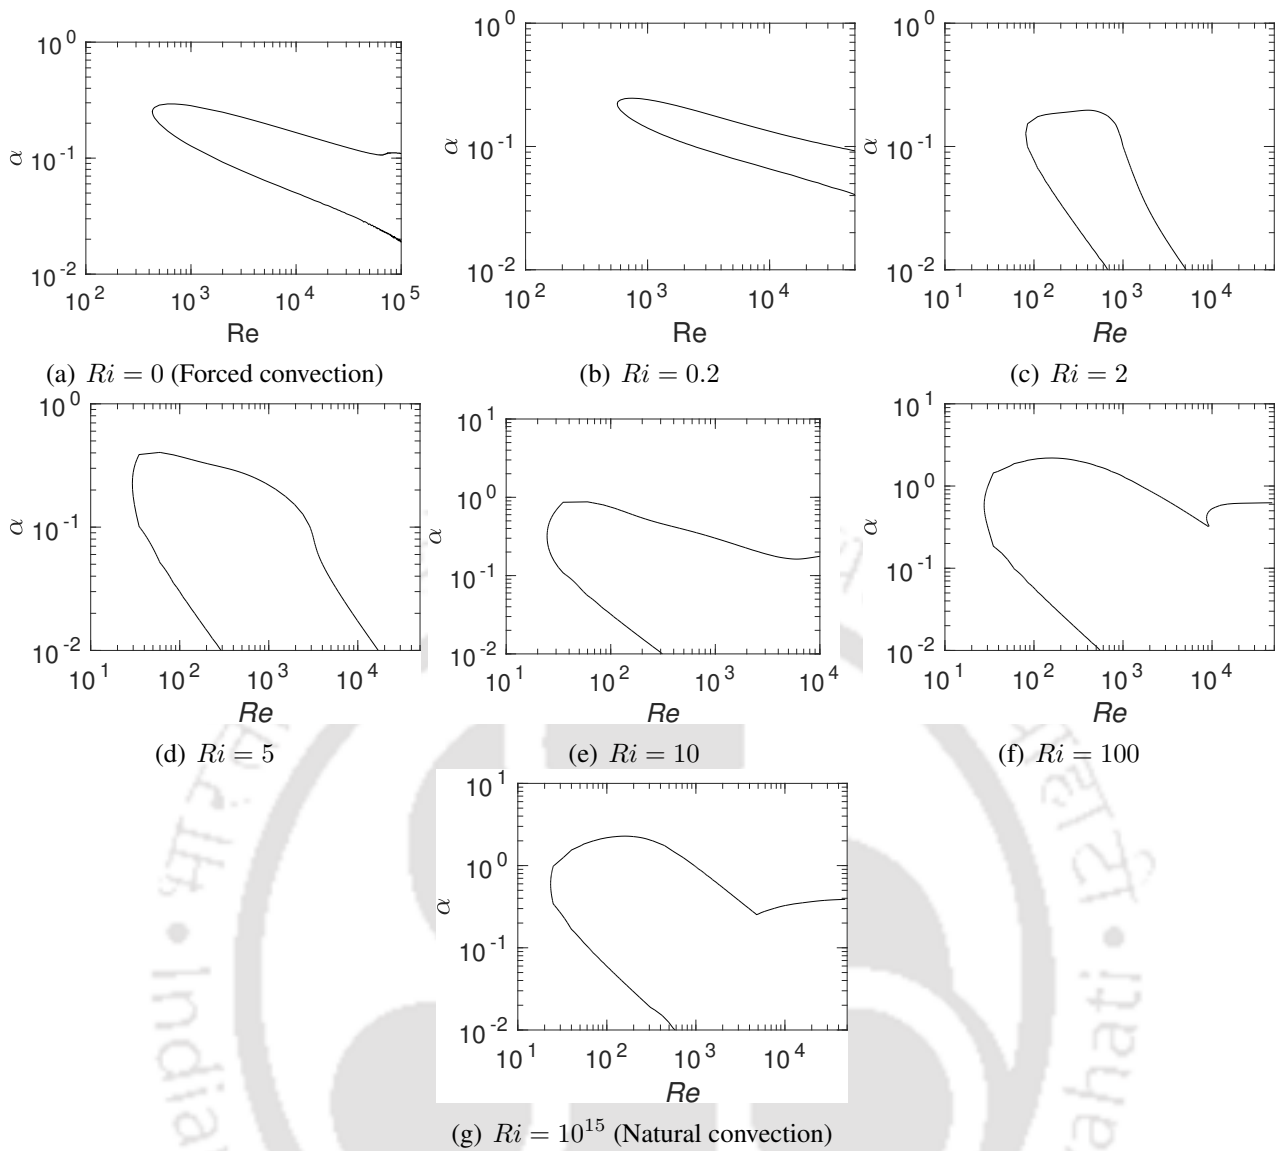 10^0
10^-1
10^-2
α
10^2 10^3 10^4 10^5
Re
(a) Ri = 0 (Forced convection)
10^0
10^-1
10^-2
α
10^2 10^3 10^4
Re
(b) Ri = 0.2
10^0
10^-1
10^-2
α
10^1 10^2 10^3 10^4
Re
(c) Ri = 2
10^0
10^-1
10^-2
α
10^1 10^2 10^3 10^4
Re
(d) Ri = 5
10^1
10^0
10^-1
10^-2
α
10^1 10^2 10^3 10^4
Re
(e) Ri = 10
10^1
10^0
10^-1
10^-2
α
10^1 10^2 10^3 10^4
Re
(f) Ri = 100
10^1
10^0
10^-1
10^-2
α
10^1 10^2 10^3 10^4
Re
(g) Ri = 10^15 (Natural convection)